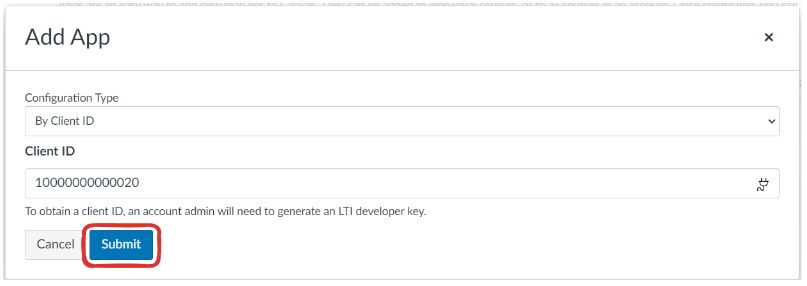 Add App
×
Configuration Type
By Client ID
Client ID
10000000000020
To obtain a client ID, an account admin will need to generate an LTI developer key.
Cancel Submit